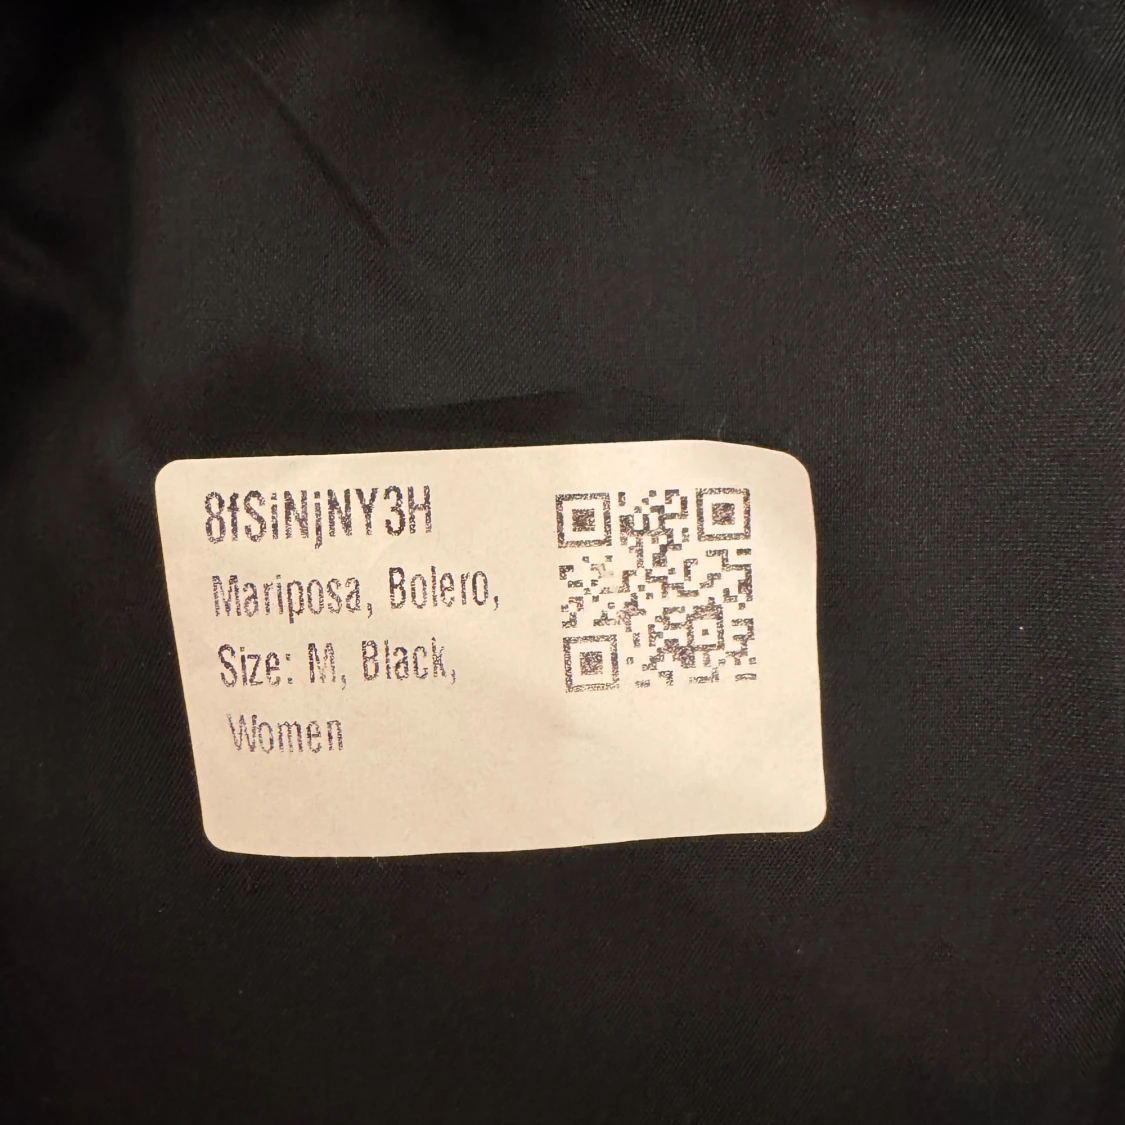 8fSiNjNY3H
Mariposa, Bolero,
Size: M, Black,
Women